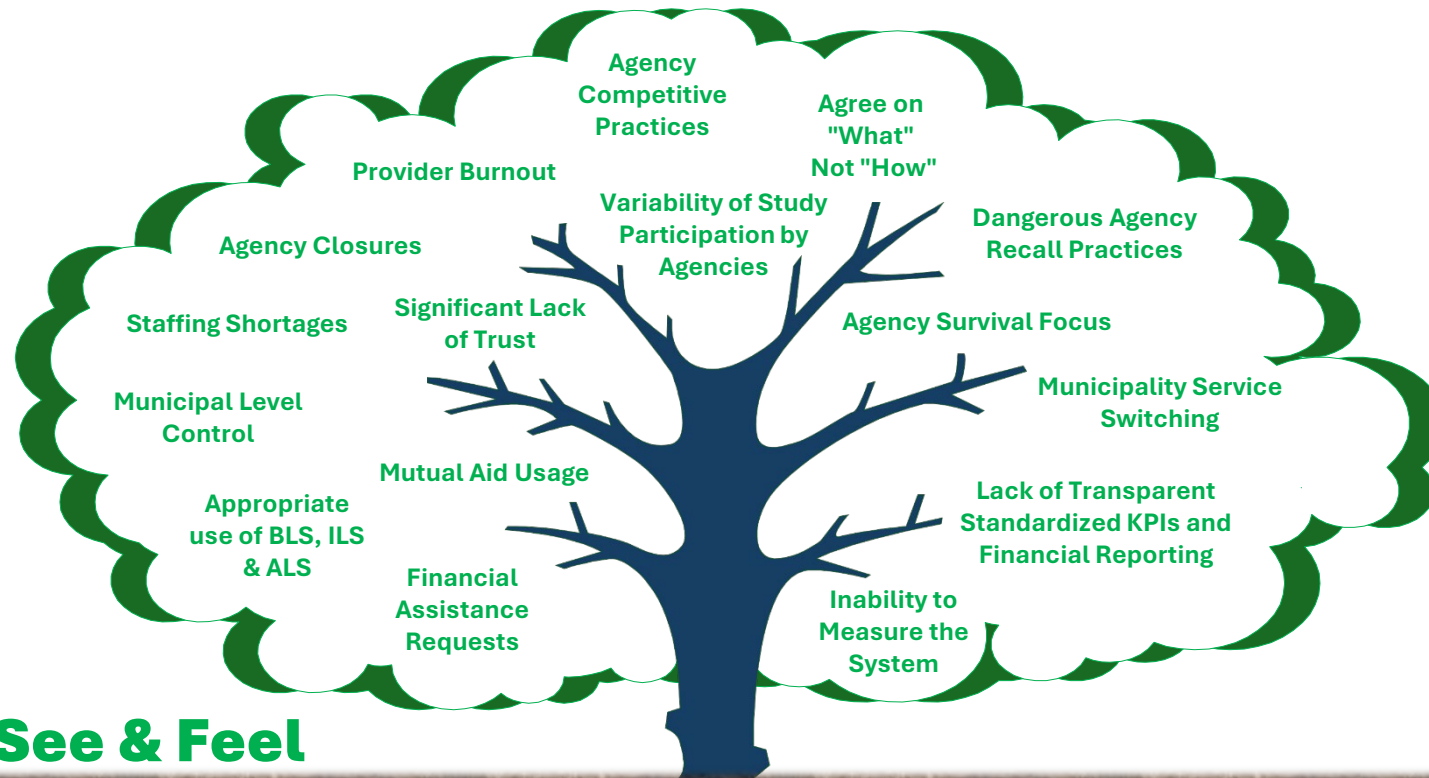 Agency
Competitive
Practices
Agree on
"What"
Not "How"
Provider Burnout
Variability of Study
Participation by
Agencies
Dangerous Agency
Recall Practices
Agency Closures
Significant Lack
of Trust
Staffing Shortages
Agency Survival Focus
Municipal Level
Control
Municipality Service
Switching
Mutual Aid Usage
Appropriate
use of BLS, ILS
& ALS
Lack of Transparent
Standardized KPIs and
Financial Reporting
Financial
Assistance
Requests
Inability to
Measure the
System
See & Feel